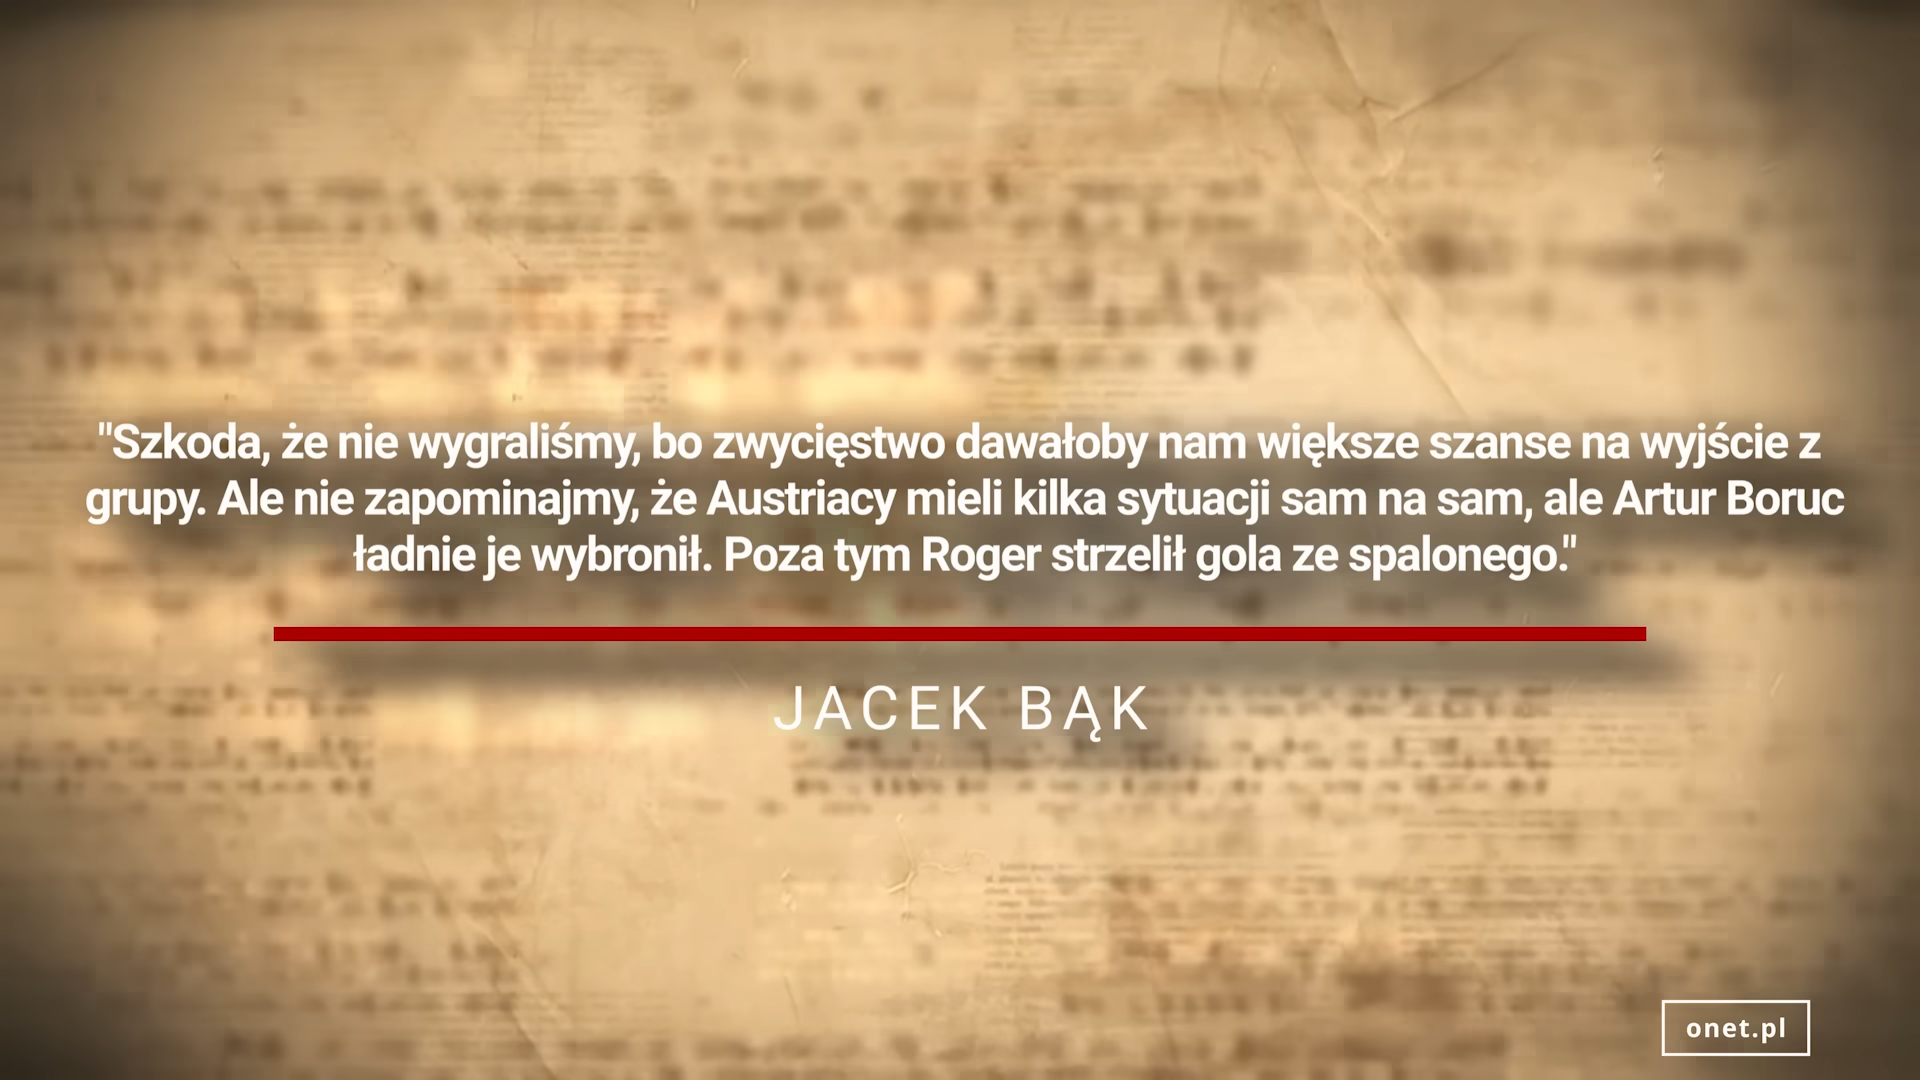 "Szkoda, że nie wygraliśmy, bo zwycięstwo dawałoby nam większe szanse na wyjście z
grupy. Ale nie zapominajmy, że Austriacy mieli kilka sytuacji sam na sam, ale Artur Boruc
ładnie je wybronił. Poza tym Roger strzelił gola ze spalonego."
JACEK BĄK
onet.pl